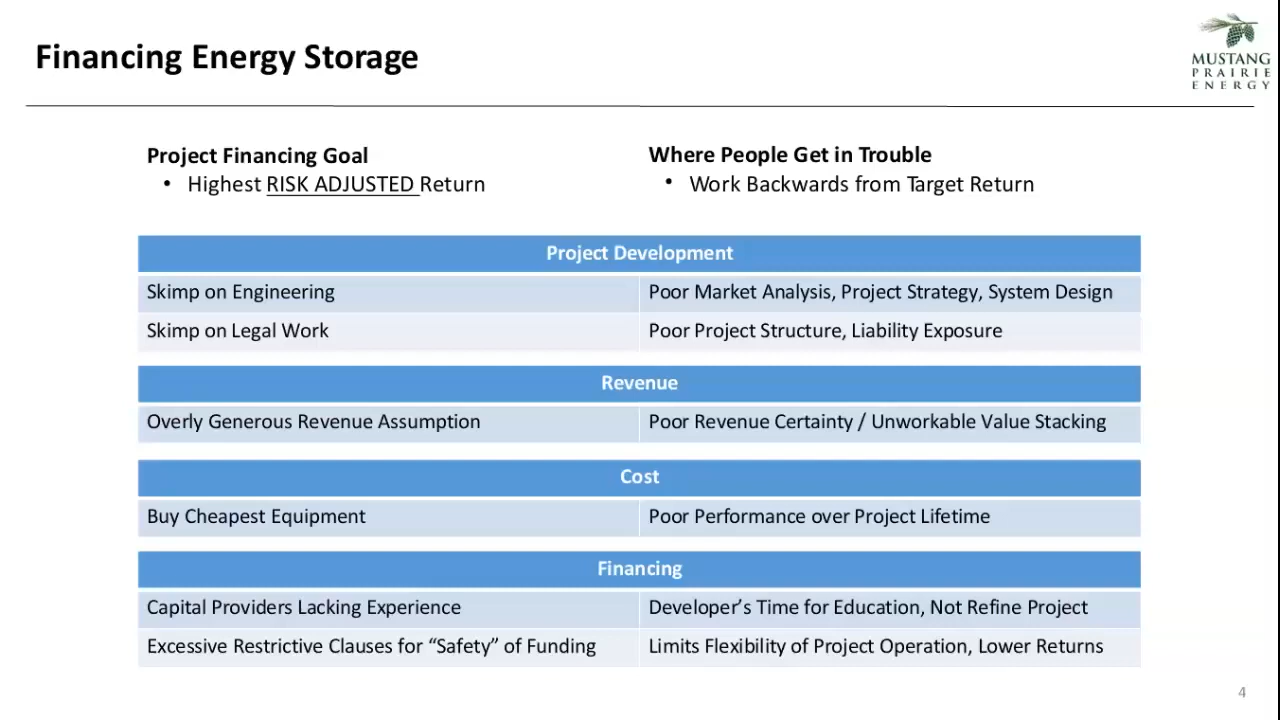 Financing Energy Storage
MUSTANG
PRAIRIE
ENERGY
Project Financing Goal
• Highest RISK ADJUSTED Return
Where People Get in Trouble
• Work Backwards from Target Return
Project Development
Skimp on Engineering
Poor Market Analysis, Project Strategy, System Design
Skimp on Legal Work
Poor Project Structure, Liability Exposure
Revenue
Overly Generous Revenue Assumption
Poor Revenue Certainty / Unworkable Value Stacking
Cost
Buy Cheapest Equipment
Poor Performance over Project Lifetime
Financing
Capital Providers Lacking Experience
Developer’s Time for Education, Not Refine Project
Excessive Restrictive Clauses for “Safety” of Funding
Limits Flexibility of Project Operation, Lower Returns
4